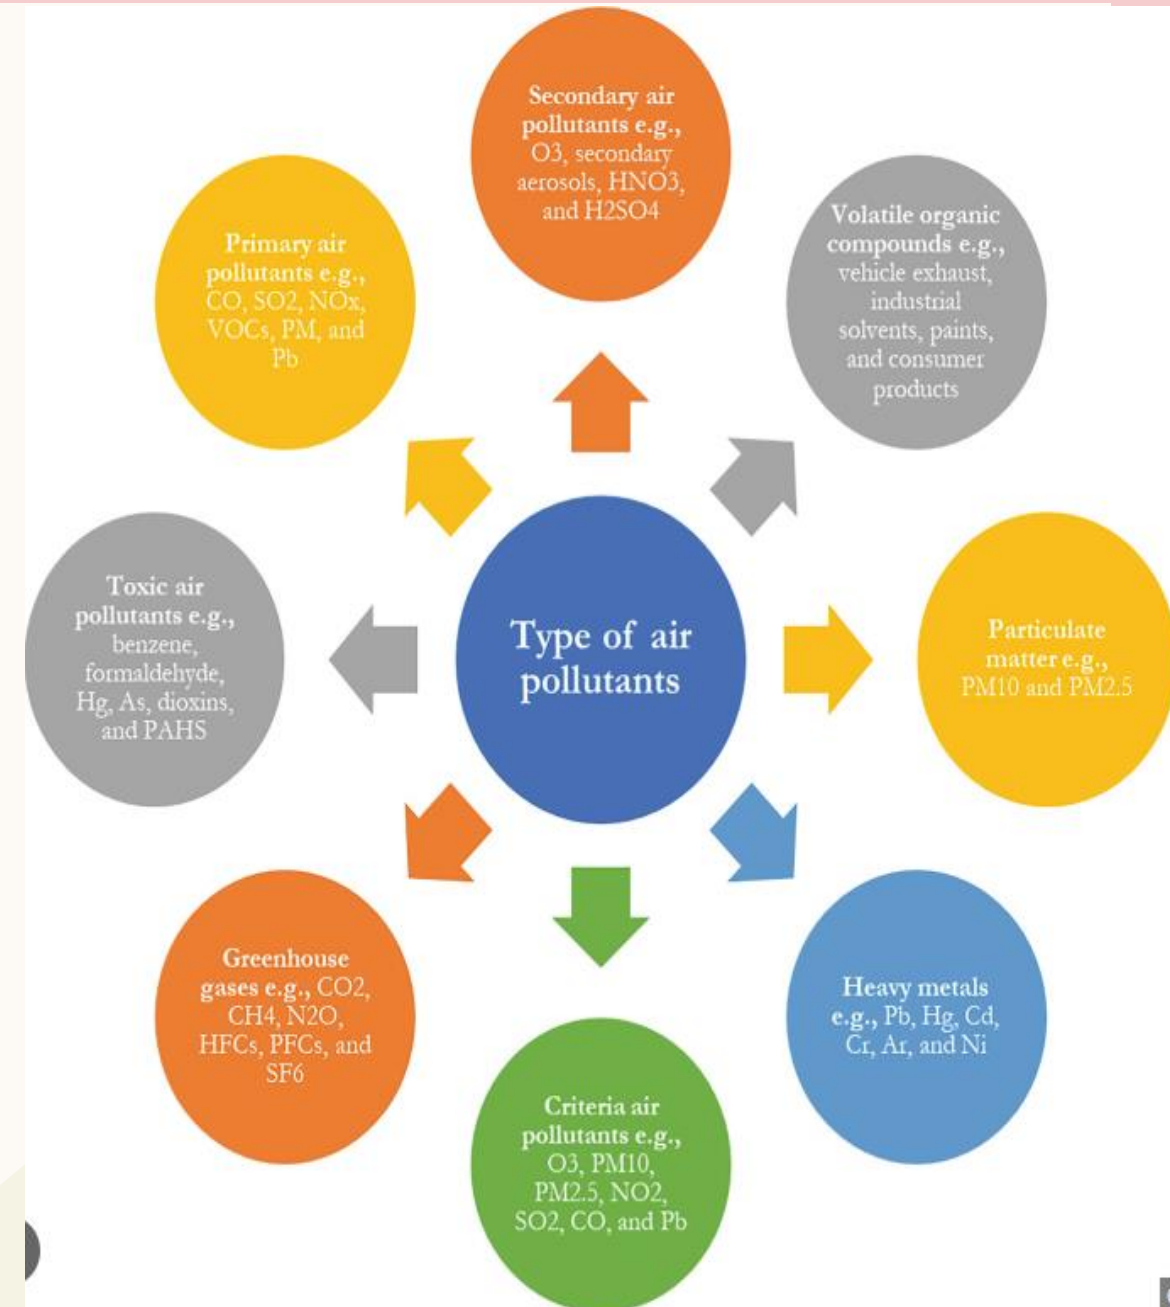 Secondary air
pollutants e.g.,
O3, secondary
aerosols, HNO3,
and H2SO4
Volatile organic
compounds e.g.,
vehicle exhaust,
industrial
solvents, paints,
and consumer
products
Primary air
pollutants e.g.,
CO, SO2, NOx,
VOCs, PM, and
Pb
Toxic air
pollutants e.g.,
benzene,
formaldehyde,
Hg, As, dioxins,
and PAHS
Type of air
pollutants
Particulate
matter e.g.,
PM10 and PM2.5
Greenhouse
gases e.g., CO2,
CH4, N2O,
HFCs, PFCs, and
SF6
Heavy metals
e.g., Pb, Hg, Cd,
Cr, Ar, and Ni
Criteria air
pollutants e.g.,
O3, PM10,
PM2.5, NO2,
SO2, CO, and Pb